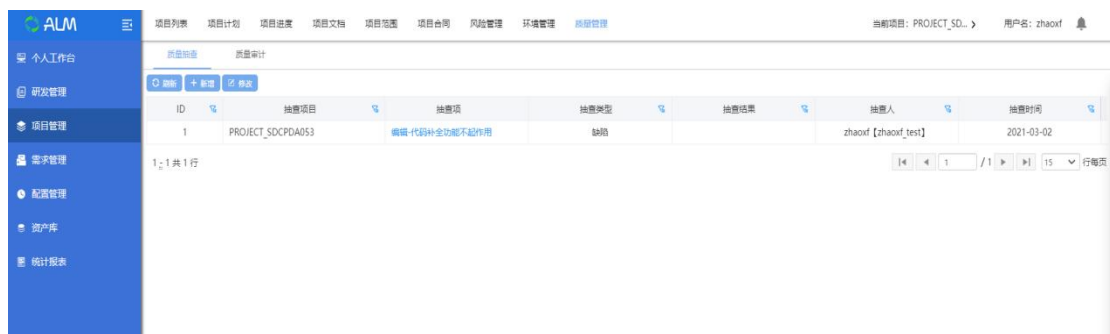 ALM
项目列表 项目计划 项目进度 项目文档 项目范围 项目合同 风险管理 环境管理 质量管理 当前项目: PROJECT_SD... 用户名: zhaoxf
个人工作台
研发管理
项目管理
需求管理
配置管理
资产库
统计报表
质量抽查 质量审计
刷新 + 新增 修改
ID 抽查项目 抽查项 抽查类型 抽查结果 抽查人 抽查时间
1 PROJECT_SDCPDA053 编辑-代码补全功能不起作用 缺陷 zhaoxf【zhaoxf_test】 2021-03-02
1 - 1 共 1 行 1 / 1 15 行每页